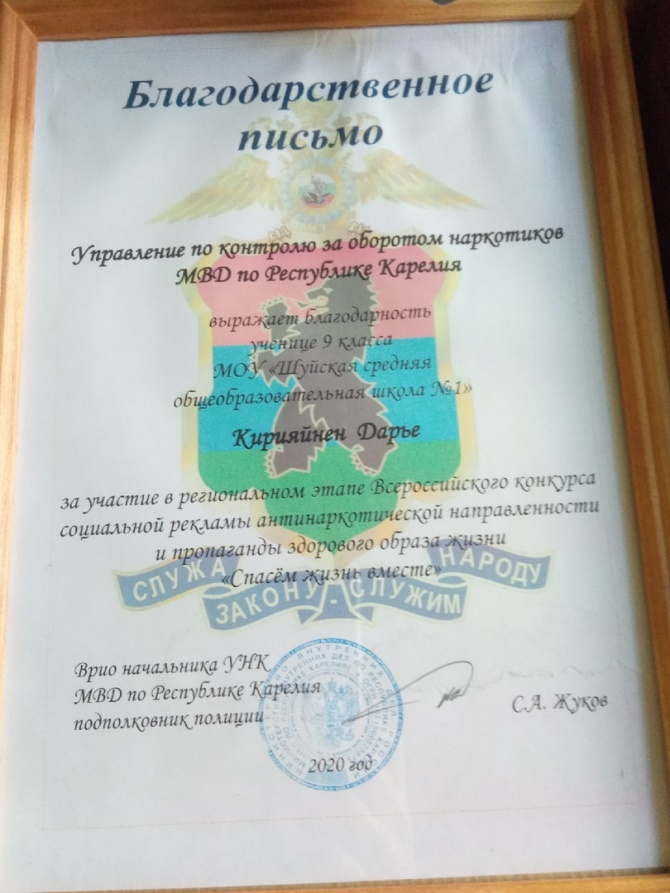 Благодарственное
письмо
Управление по контролю за оборотом наркотиков
МВД по Республике Карелия
выражает благодарность
ученице 9 класса
МОУ «Шуйская средняя
общеобразовательная школа №1»
Кирияйнен Дарье
за участие в региональном этапе Всероссийского конкурса
социальной рекламы антинаркотической направленности
и пропаганды здорового образа жизни
«Спасём жизнь вместе»
СЛУЖА ЗАКОНУ - СЛУЖИМ НАРОДУ
Врио начальника УНК
МВД по Республике Карелия
подполковник полиции
С.А. Жуков
2020 год